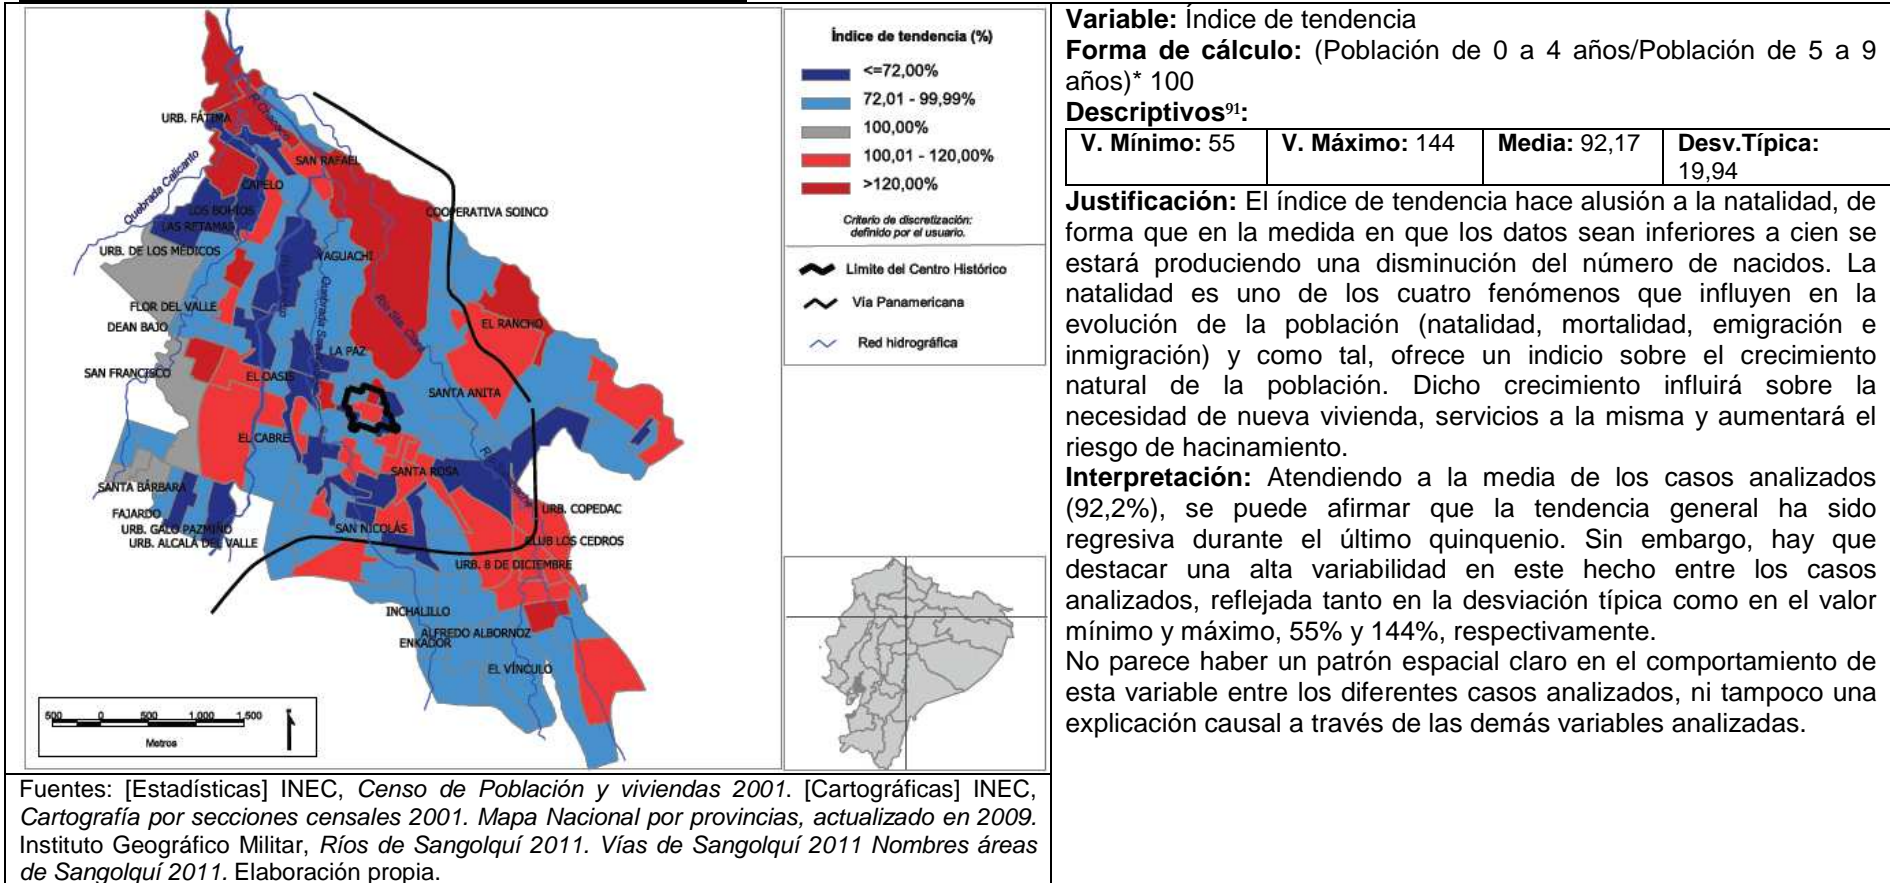 Índice de tendencia (%)
<=72,00%
72,01 - 99,99%
100,00%
100,01 - 120,00%
>120,00%
Criterio de discretización:
definido por el usuario.
Límite del Centro Histórico
Vía Panamericana
Red hidrográfica
URB. FÁTIMA
R. Chanaco
SAN RAFAEL
Quebrada Calicanto
CAPELO
LOS BOHIOS
LAS RETAMAS
COOPERATIVA SOINCO
URB. DE LOS MÉDICOS
YAGUACHI
FLOR DEL VALLE
Río Sta. Clara
DEAN BAJO
EL RANCHO
LA PAZ
SAN FRANCISCO
EL OASIS
SANTA ANITA
EL CABRE
SANTA ROSA
SANTA BÁRBARA
FAJARDO
URB. GALO PAZMIÑO
URB. ALCALÁ DEL VALLE
SAN NICOLÁS
URB. COPEDAC
CLUB LOS CEDROS
URB. 8 DE DICIEMBRE
INCHALILLO
ALFREDO ALBORNOZ
ENKADOR
EL VÍNCULO
500 0 500 1.000 1.500
Metros
Fuentes: [Estadísticas] INEC, Censo de Población y viviendas 2001. [Cartográficas] INEC,
Cartografía por secciones censales 2001. Mapa Nacional por provincias, actualizado en 2009.
Instituto Geográfico Militar, Ríos de Sangolquí 2011. Vías de Sangolquí 2011 Nombres áreas
de Sangolquí 2011. Elaboración propia.
Variable: Índice de tendencia
Forma de cálculo: (Población de 0 a 4 años/Población de 5 a 9
años)* 100
Descriptivos91:
V. Mínimo: 55 V. Máximo: 144 Media: 92,17 Desv.Típica:
19,94
Justificación: El índice de tendencia hace alusión a la natalidad, de
forma que en la medida en que los datos sean inferiores a cien se
estará produciendo una disminución del número de nacidos. La
natalidad es uno de los cuatro fenómenos que influyen en la
evolución de la población (natalidad, mortalidad, emigración e
inmigración) y como tal, ofrece un indicio sobre el crecimiento
natural de la población. Dicho crecimiento influirá sobre la
necesidad de nueva vivienda, servicios a la misma y aumentará el
riesgo de hacinamiento.
Interpretación: Atendiendo a la media de los casos analizados
(92,2%), se puede afirmar que la tendencia general ha sido
regresiva durante el último quinquenio. Sin embargo, hay que
destacar una alta variabilidad en este hecho entre los casos
analizados, reflejada tanto en la desviación típica como en el valor
mínimo y máximo, 55% y 144%, respectivamente.
No parece haber un patrón espacial claro en el comportamiento de
esta variable entre los diferentes casos analizados, ni tampoco una
explicación causal a través de las demás variables analizadas.